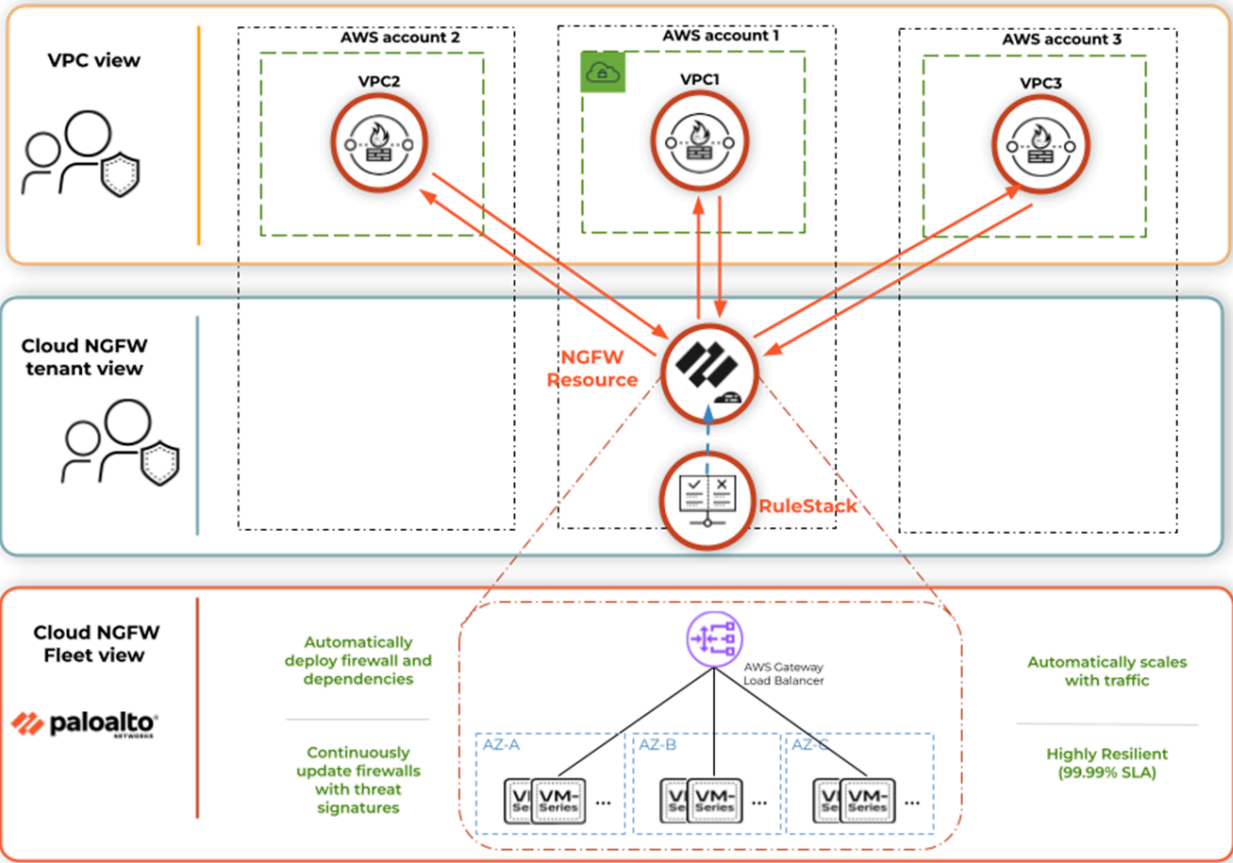 VPC view
AWS account 2
VPC2
AWS account 1
VPC1
AWS account 3
VPC3
Cloud NGFW
tenant view
NGFW
Resource
RuleStack
Cloud NGFW
Fleet view
paloalto®
NETWORKS
Automatically
deploy firewall and
dependencies
Continuously
update firewalls
with threat
signatures
AWS Gateway
Load Balancer
AZ-A
VM-
Series
...
AZ-B
VM-
Series
...
AZ-C
VM-
Series
...
Automatically scales
with traffic
Highly Resilient
(99.99% SLA)